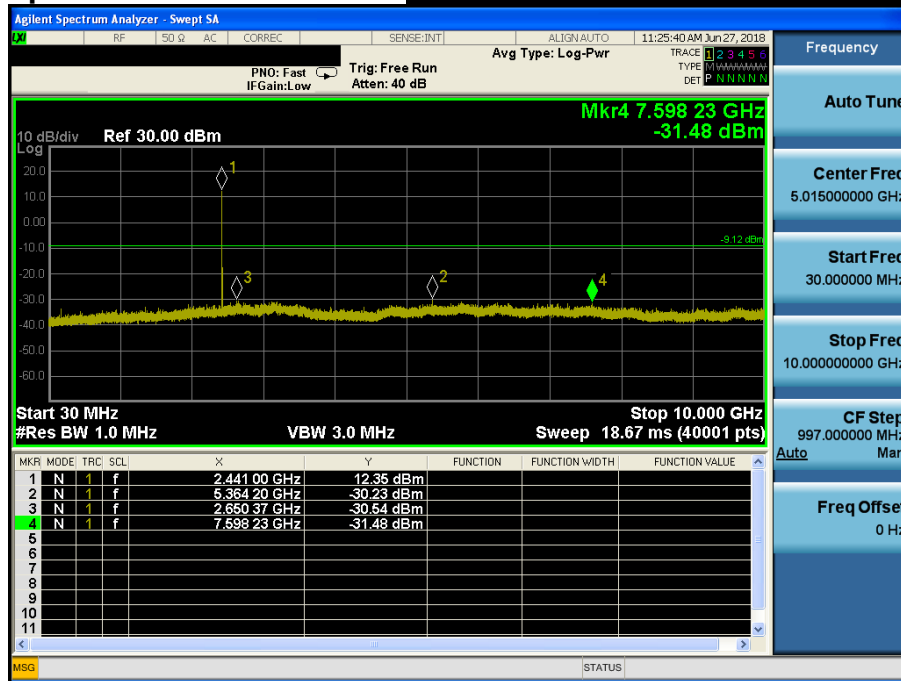 Agilent Spectrum Analyzer - Swept SA
LXI RF 50 Ω AC CORREC SENSE:INT ALIGNAUTO 11:25:40 AM Jun 27, 2018
Avg Type: Log-Pwr TRACE 1 2 3 4 5 6
PNO: Fast Trig: Free Run TYPE M
IFGain:Low Atten: 40 dB DET P N N N N N
Mkr4 7.598 23 GHz
-31.48 dBm
10 dB/div Ref 30.00 dBm
Log
20.0
10.0
0.00
-10.0
-20.0
-30.0
-40.0
-50.0
-60.0
1
3
2
4
-9.12 dBm
Start 30 MHz Stop 10.000 GHz
#Res BW 1.0 MHz VBW 3.0 MHz Sweep 18.67 ms (40001 pts)
MKR MODE TRC SCL X Y FUNCTION FUNCTION WIDTH FUNCTION VALUE
1 N 1 f 2.441 00 GHz 12.35 dBm
2 N 1 f 5.364 20 GHz -30.23 dBm
3 N 1 f 2.650 37 GHz -30.54 dBm
4 N 1 f 7.598 23 GHz -31.48 dBm
5
6
7
8
9
10
11
MSG STATUS
Frequency
Auto Tune
Center Freq
5.015000000 GHz
Start Freq
30.000000 MHz
Stop Freq
10.000000000 GHz
CF Step
997.000000 MHz
Auto Man
Freq Offset
0 Hz